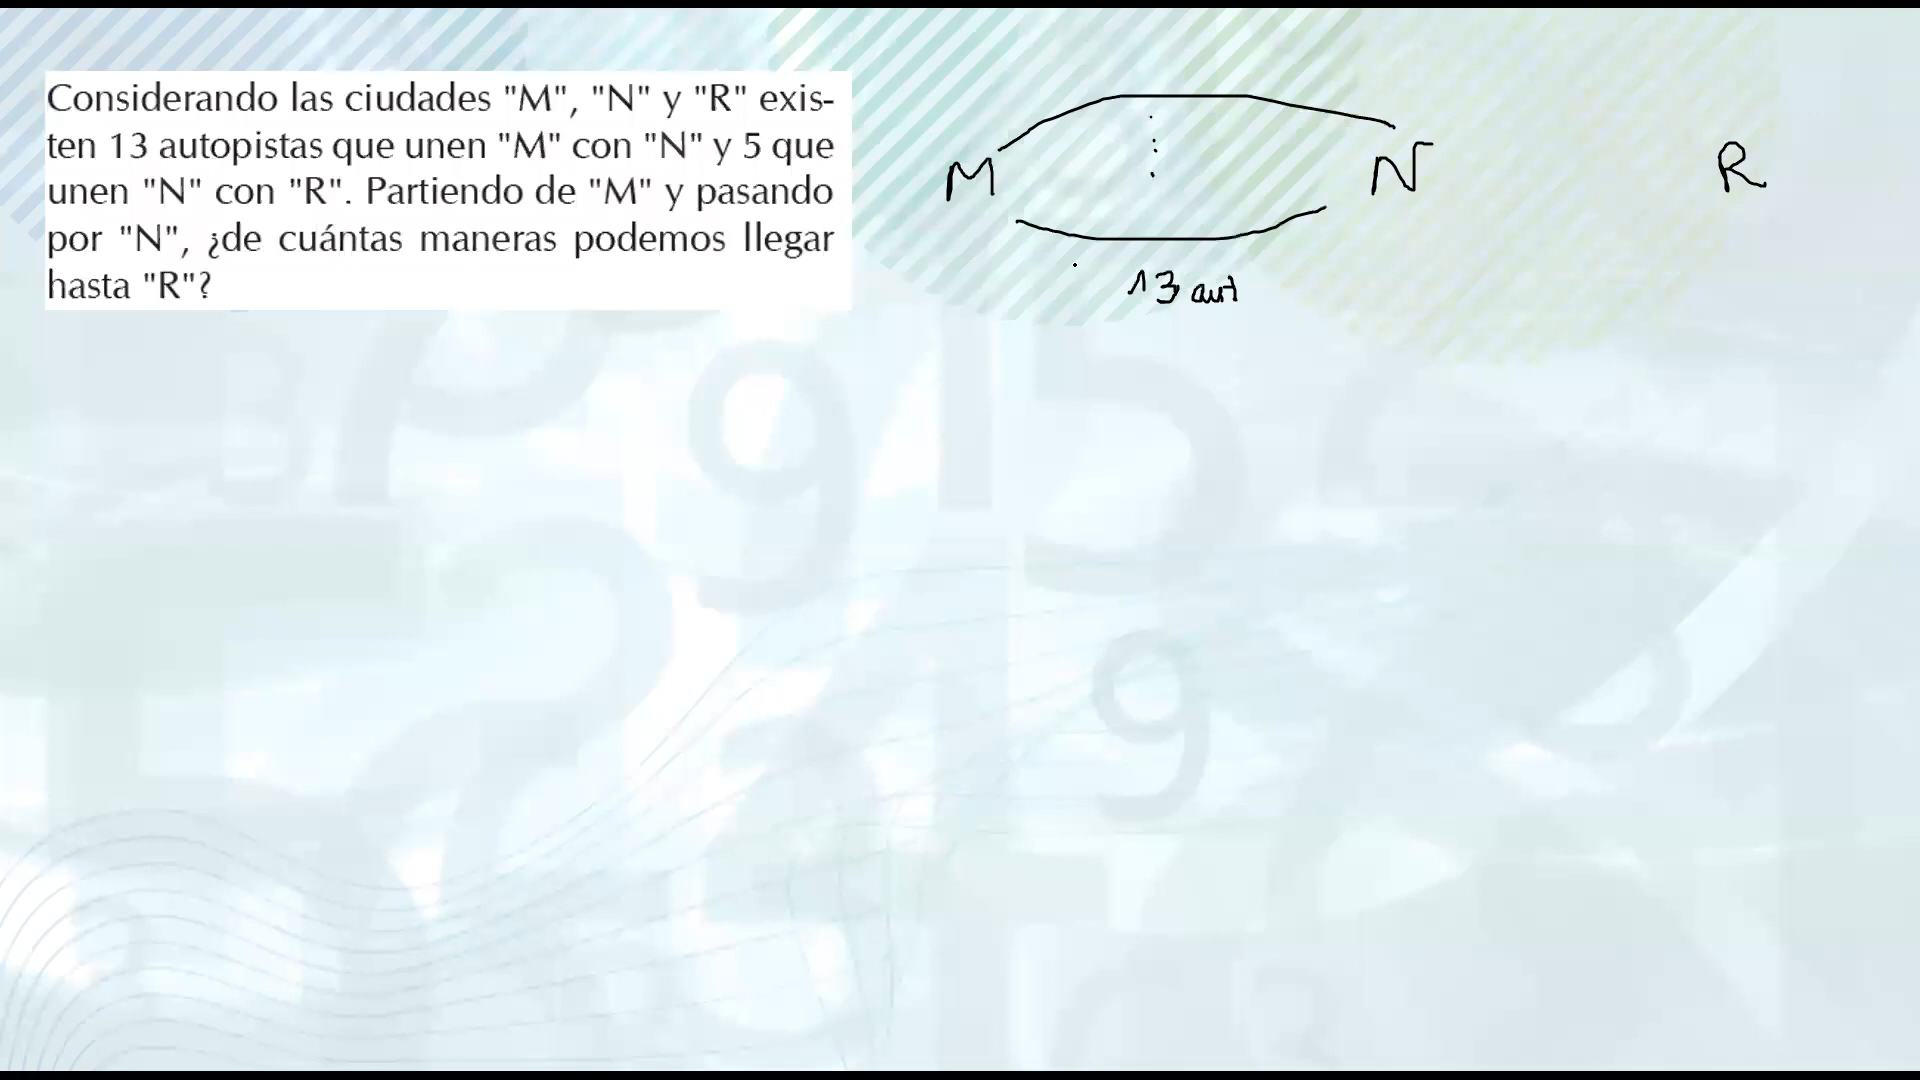 Considerando las ciudades "M", "N" y "R" exis-
ten 13 autopistas que unen "M" con "N" y 5 que
unen "N" con "R". Partiendo de "M" y pasando
por "N", ¿de cuántas maneras podemos llegar
hasta "R"?
M N R
13 aut